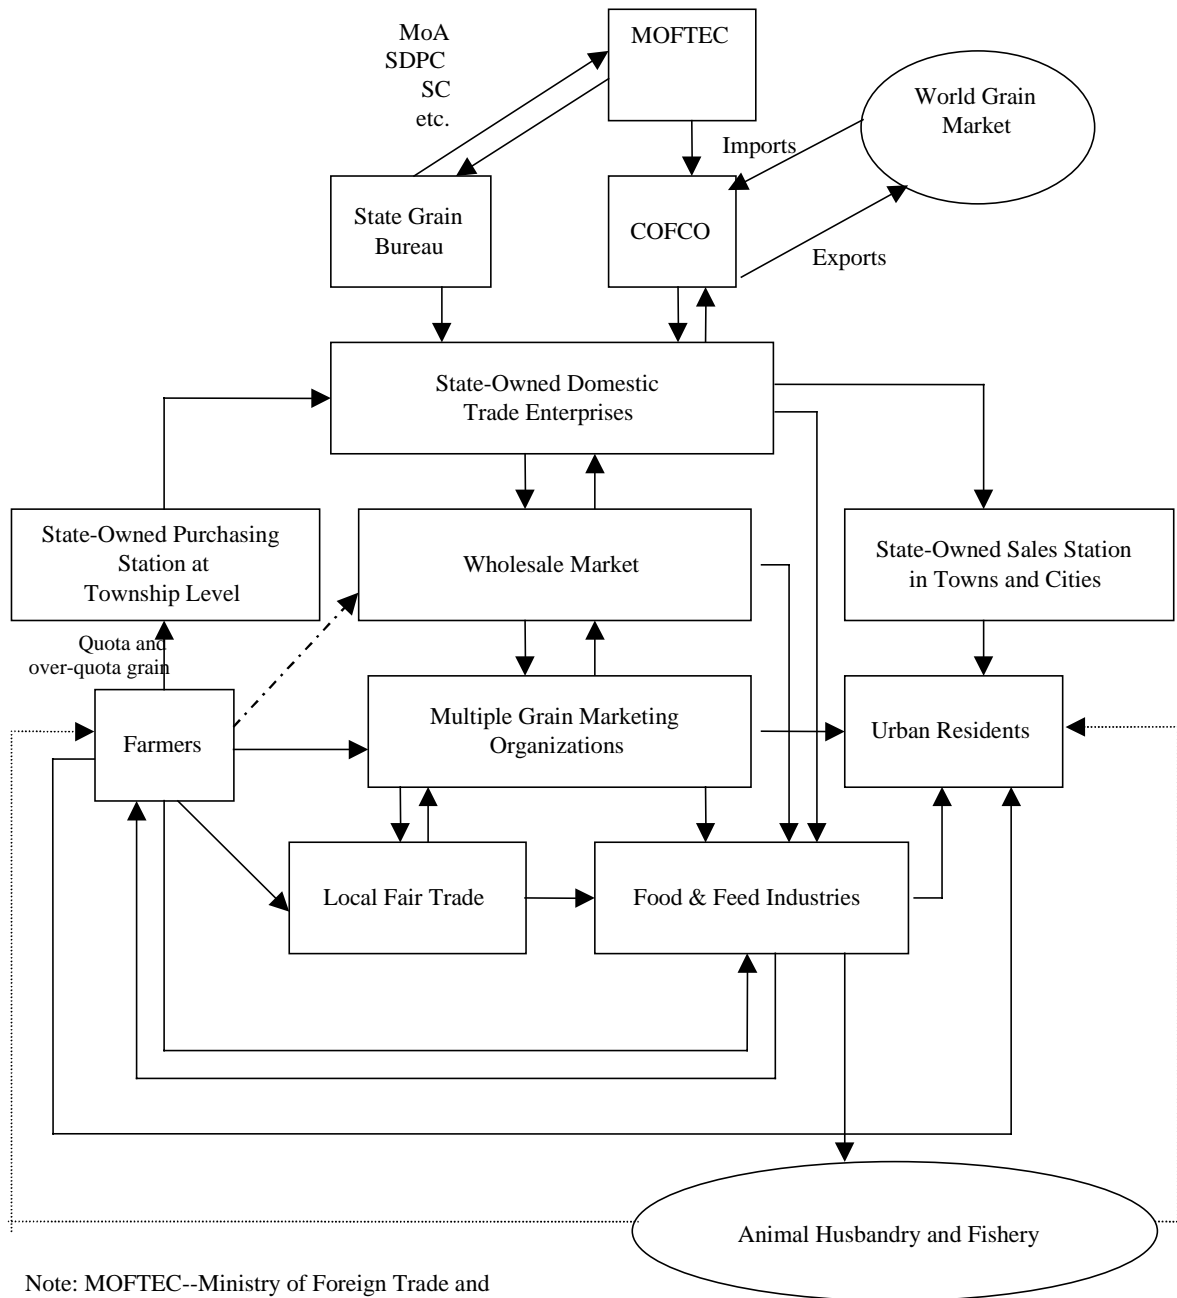 MoA
SDPC
SC
etc.
MOFTEC
World Grain
Market
Imports
State Grain
Bureau
COFCO
Exports
State-Owned Domestic
Trade Enterprises
State-Owned Purchasing
Station at
Township Level
Wholesale Market
State-Owned Sales Station
in Towns and Cities
Quota and
over-quota grain
Farmers
Multiple Grain Marketing
Organizations
Urban Residents
Local Fair Trade
Food & Feed Industries
Animal Husbandry and Fishery
Note: MOFTEC--Ministry of Foreign Trade and